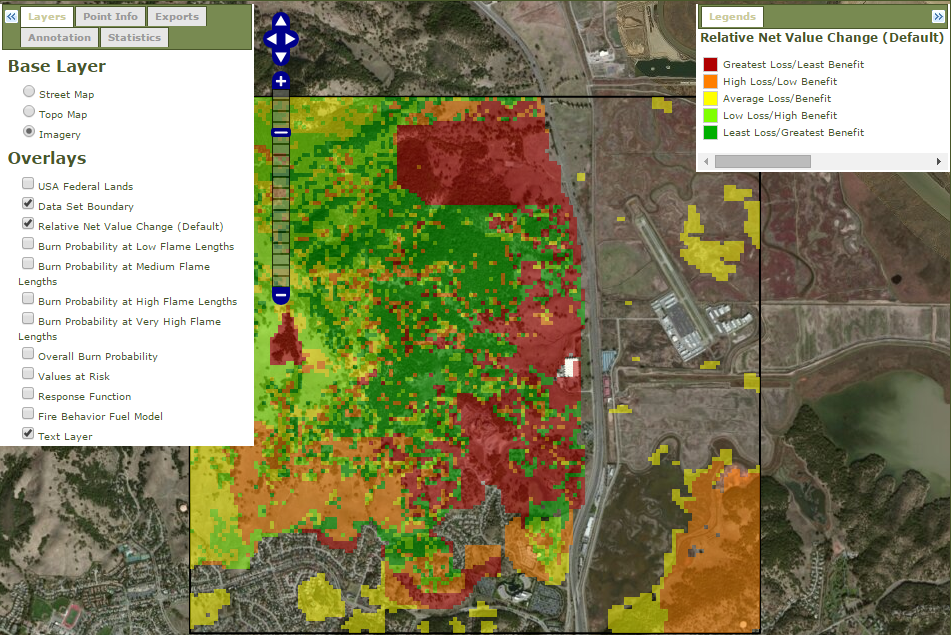 Layers Point Info Exports
Annotation Statistics
Base Layer
Street Map
Topo Map
Imagery
Overlays
USA Federal Lands
Data Set Boundary
Relative Net Value Change (Default)
Burn Probability at Low Flame Lengths
Burn Probability at Medium Flame
Lengths
Burn Probability at High Flame Lengths
Burn Probability at Very High Flame
Lengths
Overall Burn Probability
Values at Risk
Response Function
Fire Behavior Fuel Model
Text Layer
Legends
Relative Net Value Change (Default)
Greatest Loss/Least Benefit
High Loss/Low Benefit
Average Loss/Benefit
Low Loss/High Benefit
Least Loss/Greatest Benefit